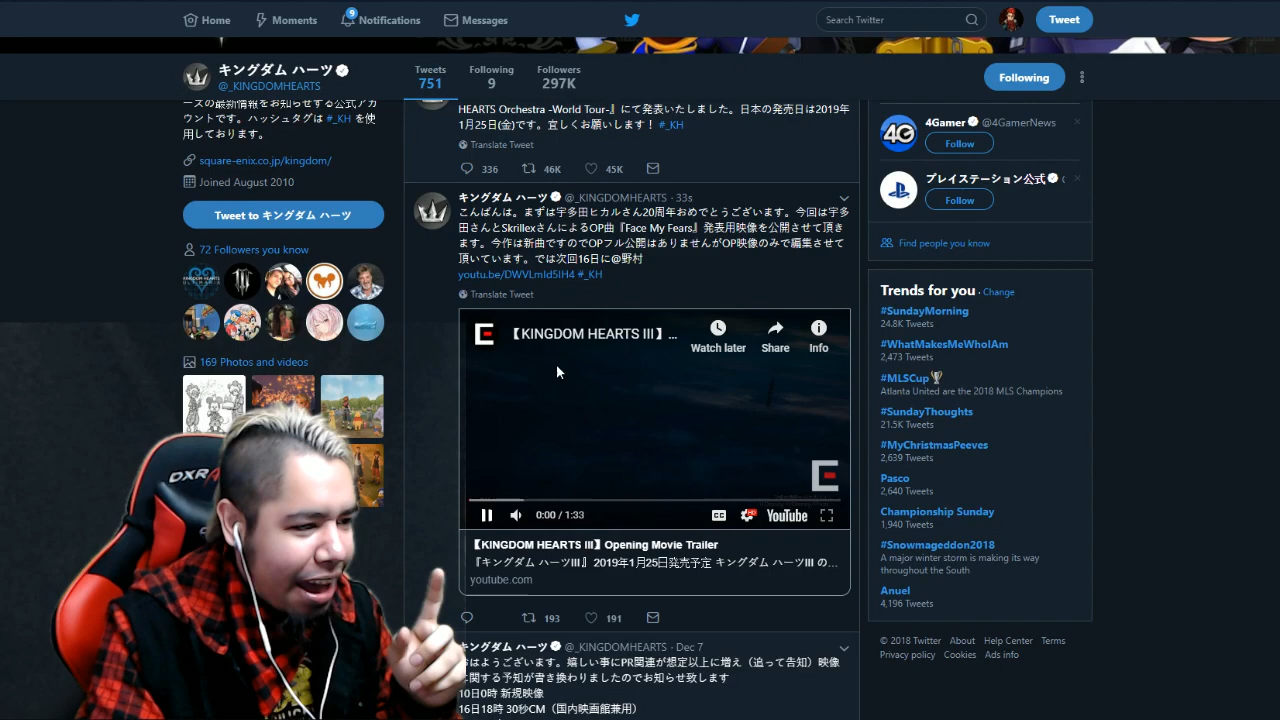 Home
Moments
9
Notifications
Messages
Search Twitter
Tweet
キングダム ハーツ
@_KINGDOMHEARTS
Tweets
751
Following
9
Followers
297K
Following
ーズの最新情報をお知らせする公式アカ
ウントです。ハッシュタグは #_KH を使
用しております。
square-enix.co.jp/kingdom/
Joined August 2010
Tweet to キングダム ハーツ
72 Followers you know
169 Photos and videos
DXRA
HEARTS Orchestra -World Tour-』にて発表いたしました。日本の発売日は2019年
1月25日(金)です。宜しくお願いします！ #_KH
Translate Tweet
336
46K
45K
キングダム ハーツ @_KINGDOMHEARTS · 33s
こんばんは。まずは宇多田ヒカルさん20周年おめでとうございます。今回は宇多
田さんとSkrillexさんによるOP曲『Face My Fears』発表用映像を公開させて頂き
ます。今作は新曲ですのでOPフル公開はありませんがOP映像のみで編集させて
頂いています。では次回16日に@野村
youtu.be/DWVLmId5IH4 #_KH
Translate Tweet
【KINGDOM HEARTS III】...
Watch later
Share
Info
0:00 / 1:33
CC
HD
YouTube
【KINGDOM HEARTS III】Opening Movie Trailer
『キングダム ハーツIII』2019年1月25日発売予定 キングダム ハーツIII の...
youtube.com
193
191
キングダム ハーツ @_KINGDOMHEARTS · Dec 7
はようございます。嬉しい事にPR関連が想定以上に増え（追って告知）映像
に関する予知が書き換わりましたのでお知らせ致します
10日0時 新規映像
16日18時 30秒CM（国内映画館兼用）
4G
4Gamer @4GamerNews
Follow
プレイステーション公式
Follow
Find people you know
Trends for you · Change
#SundayMorning
24.8K Tweets
#WhatMakesMeWhoIAm
2,473 Tweets
#MLSCup
Atlanta United are the 2018 MLS Champions
#SundayThoughts
21.5K Tweets
#MyChristmasPeeves
2,639 Tweets
Pasco
2,640 Tweets
Championship Sunday
1,940 Tweets
#Snowmageddon2018
A major winter storm is making its way
throughout the South
Anuel
4,196 Tweets
© 2018 Twitter About Help Center Terms
Privacy policy Cookies Ads info